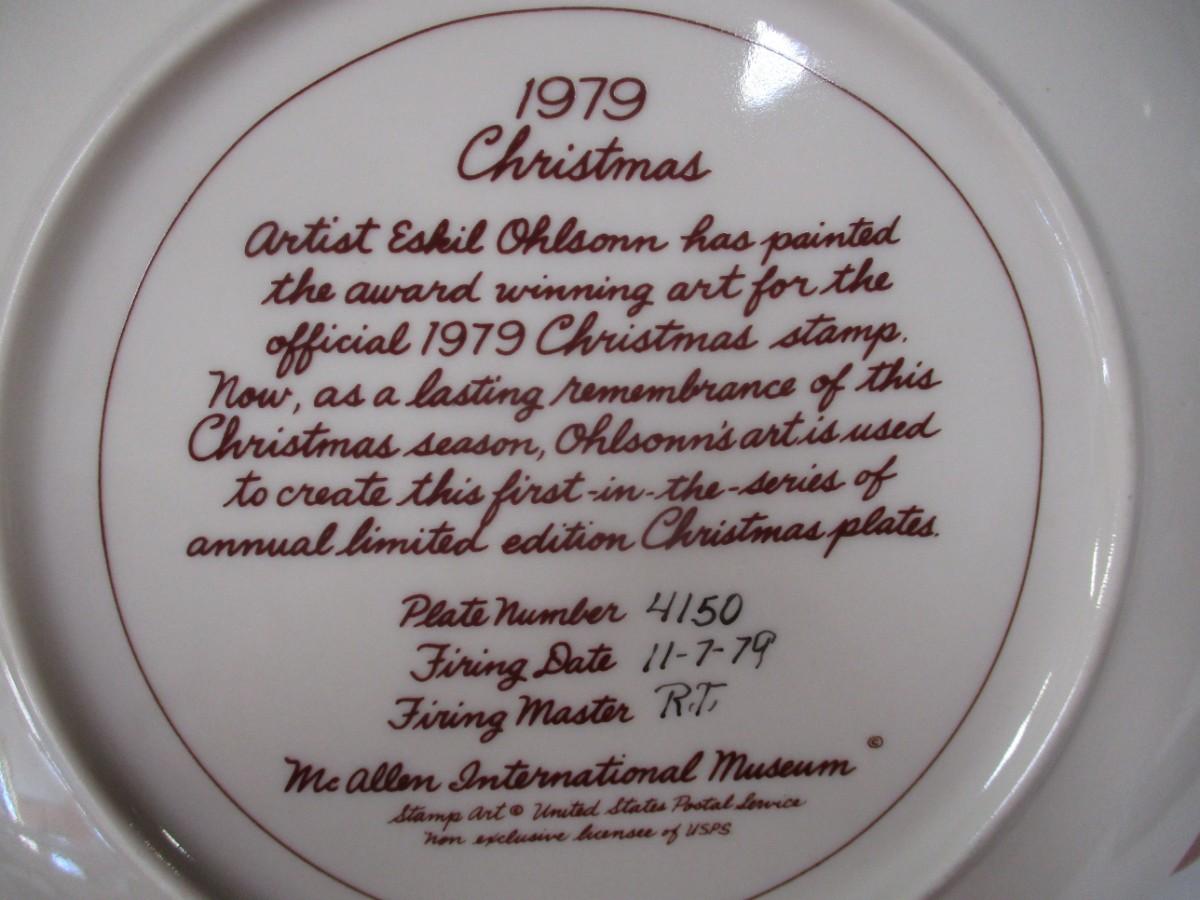 1979
Christmas
Artist Eskil Ohlsonn has painted
the award winning art for the
official 1979 Christmas stamp.
Now, as a lasting remembrance of this
Christmas season, Ohlsonn's art is used
to create this first-in-the-series of
annual limited edition Christmas plates.
Plate Number 4150
Firing Date 11-7-79
Firing Master R.T.
McAllen International Museum ©
Stamp Art © United States Postal Service
non exclusive licensee of USPS